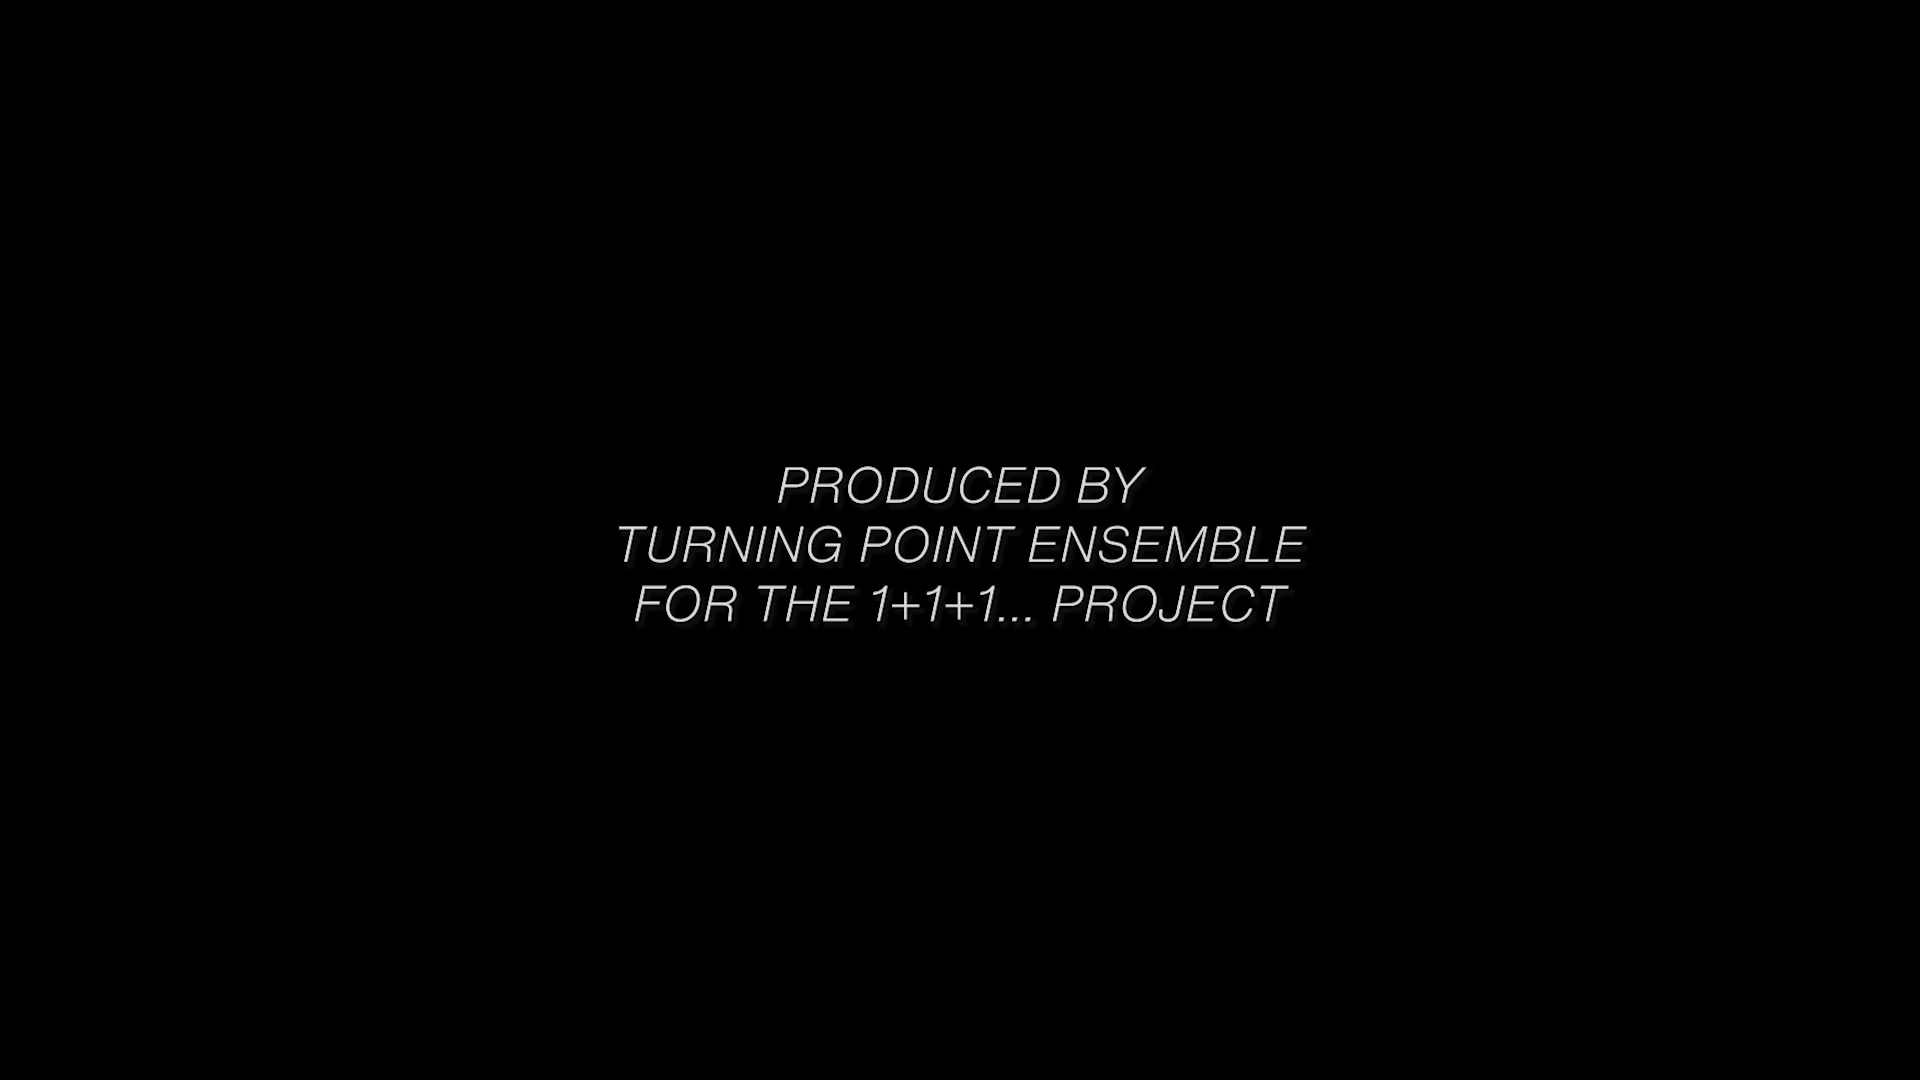 PRODUCED BY
TURNING POINT ENSEMBLE
FOR THE 1+1+1... PROJECT